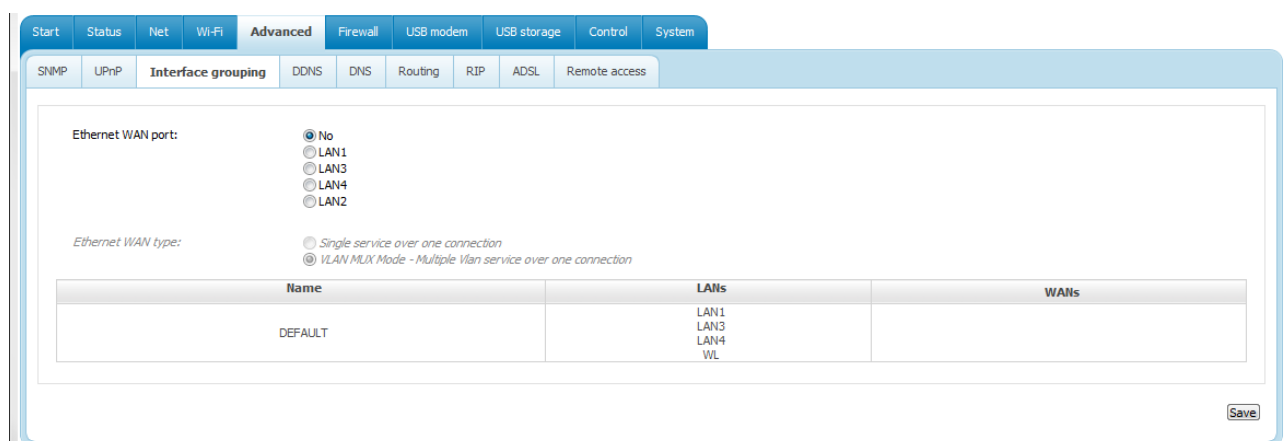 Start Status Net Wi-Fi Advanced Firewall USB modem USB storage Control System
SNMP UPnP Interface grouping DDNS DNS Routing RIP ADSL Remote access
Ethernet WAN port: No
LAN1
LAN3
LAN4
LAN2
Ethernet WAN type: Single service over one connection
VLAN MUX Mode - Multiple Vlan service over one connection
Name LANs WANs
DEFAULT
LAN1
LAN3
LAN4
WL
Save